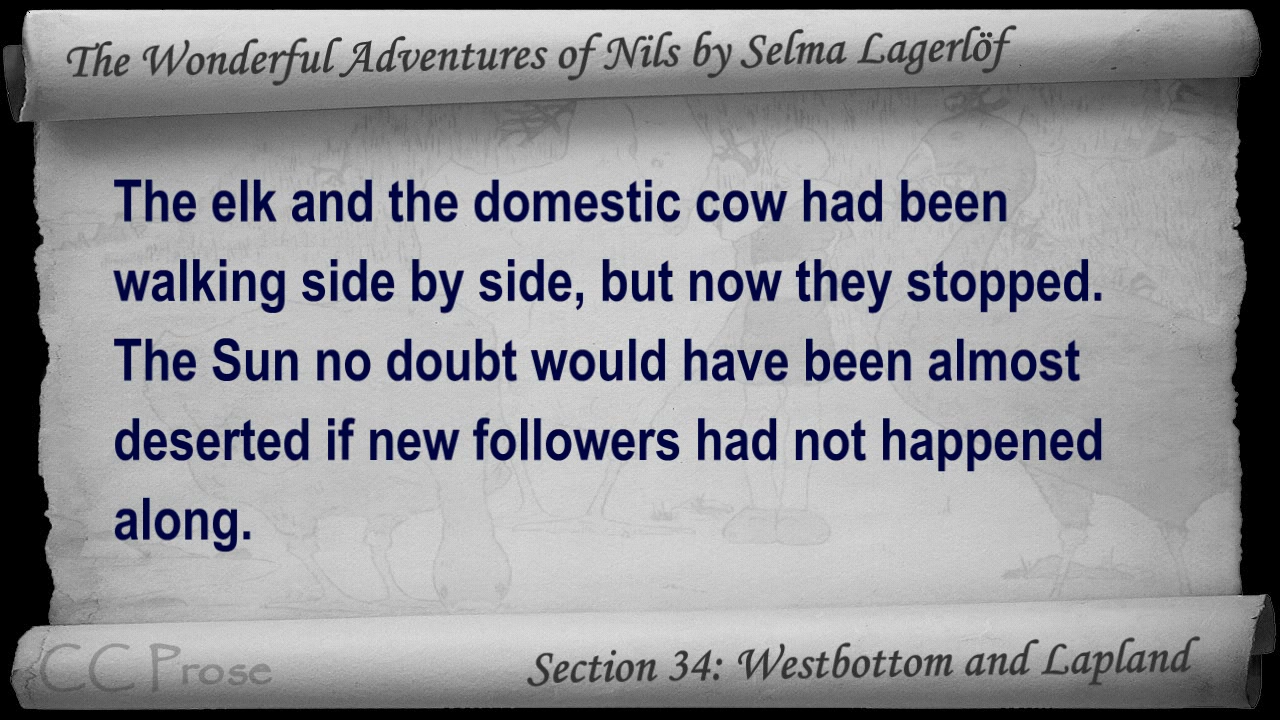 The Wonderful Adventures of Nils by Selma Lagerlöf
The elk and the domestic cow had been
walking side by side, but now they stopped.
The Sun no doubt would have been almost
deserted if new followers had not happened
along.
CC Prose
Section 34: Westbottom and Lapland